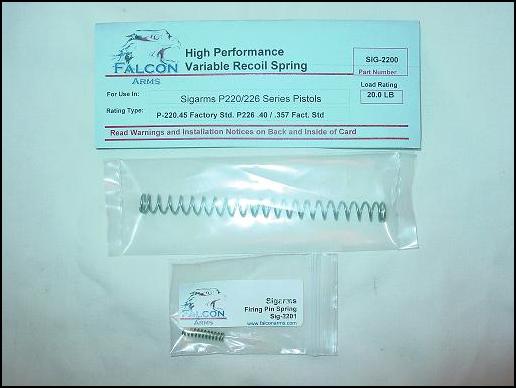 FALCON
ARMS
High Performance
Variable Recoil Spring
SIG-2200
Part Number
Load Rating
20.0 LB
For Use In:
Sigarms P220/226 Series Pistols
Rating Type:
P-220.45 Factory Std. P226 .40 / .357 Fact. Std
Read Warnings and Installation Notices on Back and Inside of Card
FALCON
ARMS
Sigarms
Firing Pin Spring
Sig-2201
www.falconarms.com